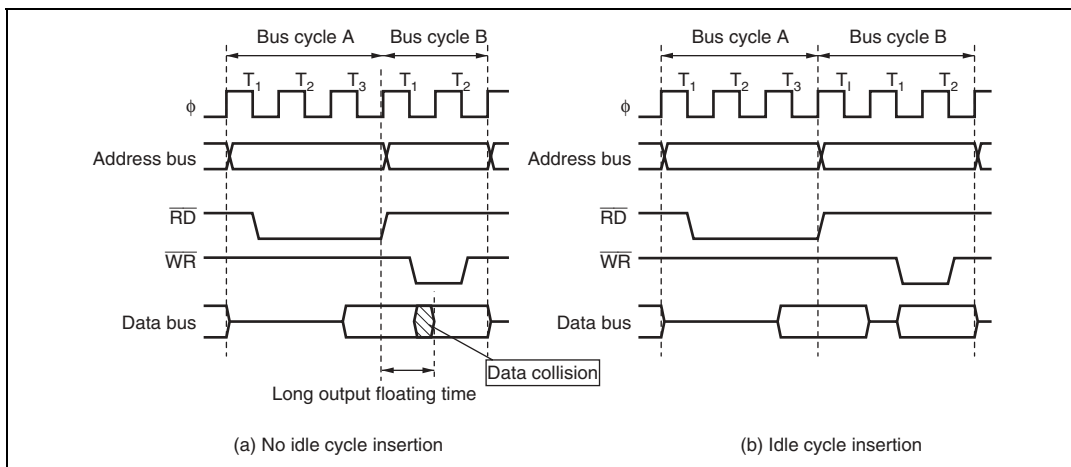 Bus cycle A Bus cycle B
T1 T2 T3 T1 T2
φ
Address bus
RD
WR
Data bus
Data collision
Long output floating time
(a) No idle cycle insertion
Bus cycle A Bus cycle B
T1 T2 T3 TI T1 T2
φ
Address bus
RD
WR
Data bus
(b) Idle cycle insertion